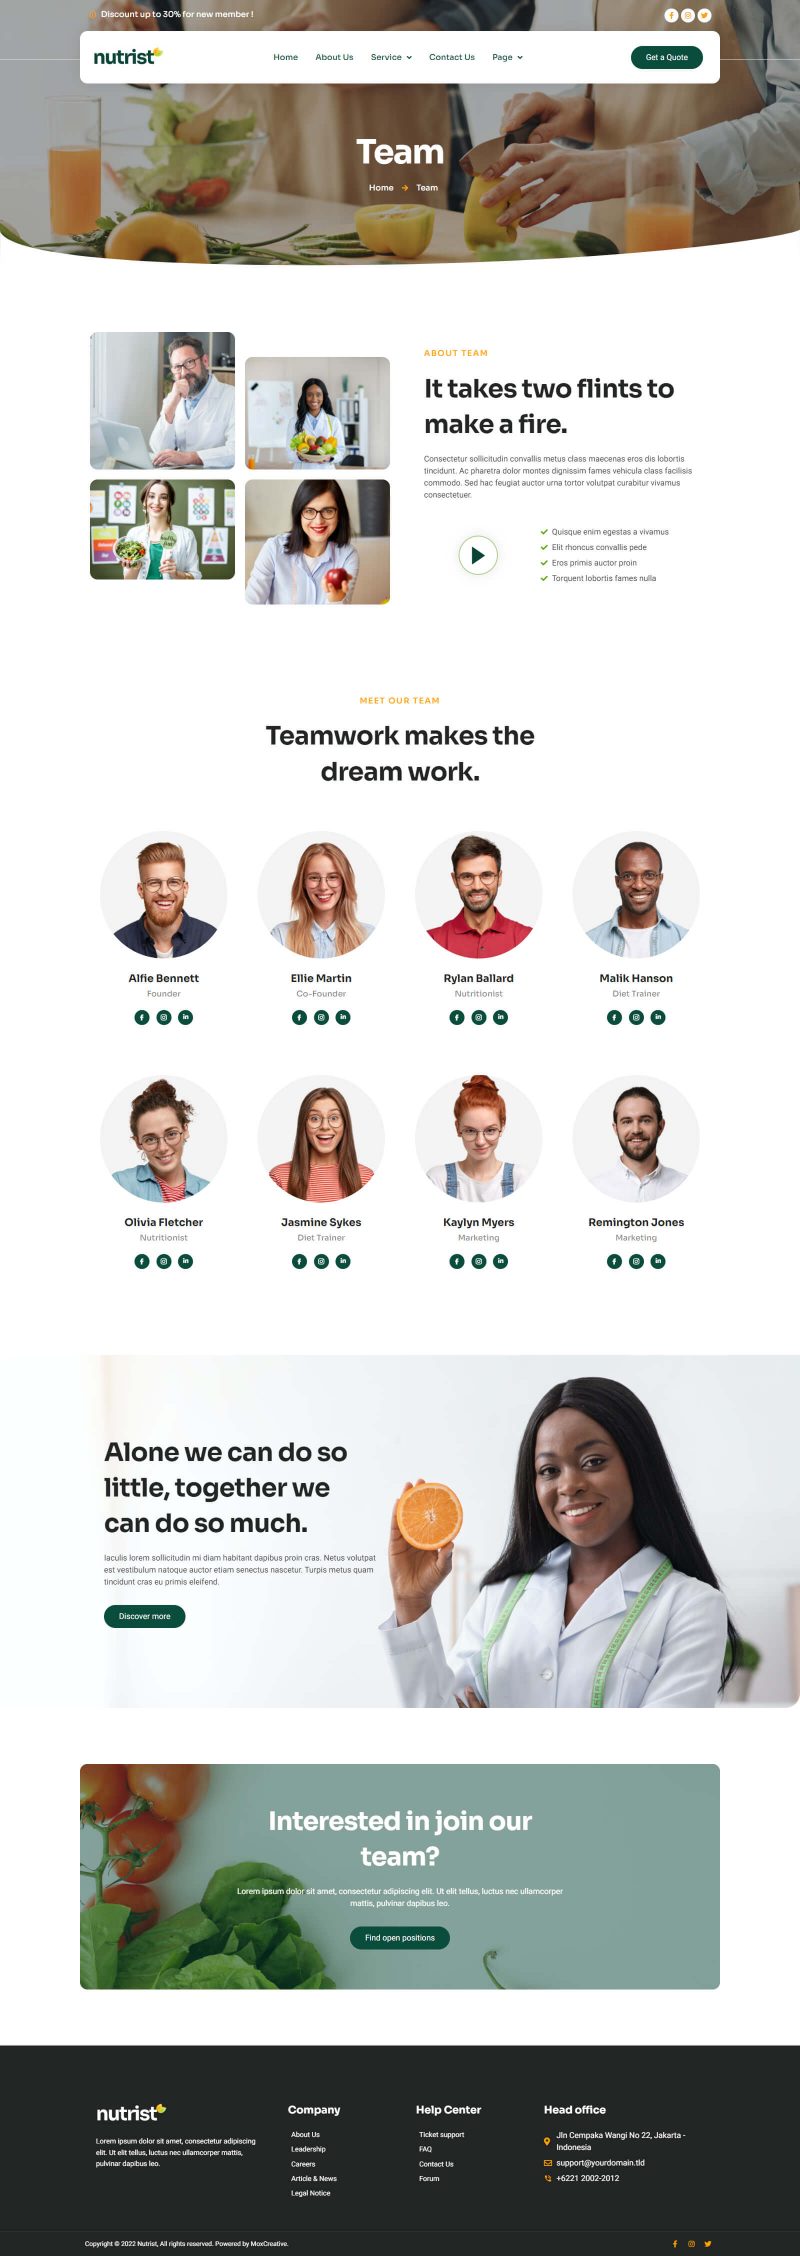 Discount up to 30% for new member !
nutrist
Home
About Us
Service
Contact Us
Page
Get a Quote
Team
Home
Team
ABOUT TEAM
It takes two flints to
make a fire.
Consectetur sollicitudin convallis metus class maecenas eros dis lobortis
tincidunt. Ac pharetra dolor montes dignissim fames vehicula class facilisis
commodo. Sed hac feugiat auctor urna tortor volutpat curabitur vivamus
consectetuer.
Quisque enim egestas a vivamus
Elit rhoncus convallis pede
Eros primis auctor proin
Torquent lobortis fames nulla
MEET OUR TEAM
Teamwork makes the
dream work.
Alfie Bennett
Founder
Ellie Martin
Co-Founder
Rylan Ballard
Nutritionist
Malik Hanson
Diet Trainer
Olivia Fletcher
Nutritionist
Jasmine Sykes
Diet Trainer
Kaylyn Myers
Marketing
Remington Jones
Marketing
Alone we can do so
little, together we
can do so much.
Iaculis lorem sollicitudin mi diam habitant dapibus proin cras. Netus volutpat
est vestibulum natoque auctor etiam senectus nascetur. Turpis metus quam
tincidunt cras eu primis eleifend.
Discover more
Interested in join our
team?
Lorem ipsum dolor sit amet, consectetur adipiscing elit. Ut elit tellus, luctus nec ullamcorper
mattis, pulvinar dapibus leo.
Find open positions
nutrist
Lorem ipsum dolor sit amet, consectetur adipiscing
elit. Ut elit tellus, luctus nec ullamcorper mattis,
pulvinar dapibus leo.
Company
About Us
Leadership
Careers
Article & News
Legal Notice
Help Center
Ticket support
FAQ
Contact Us
Forum
Head office
Jln Cempaka Wangi No 22, Jakarta -
Indonesia
support@yourdomain.tld
+6221 2002-2012
Copyright © 2022 Nutrist, All rights reserved. Powered by MoxCreative.